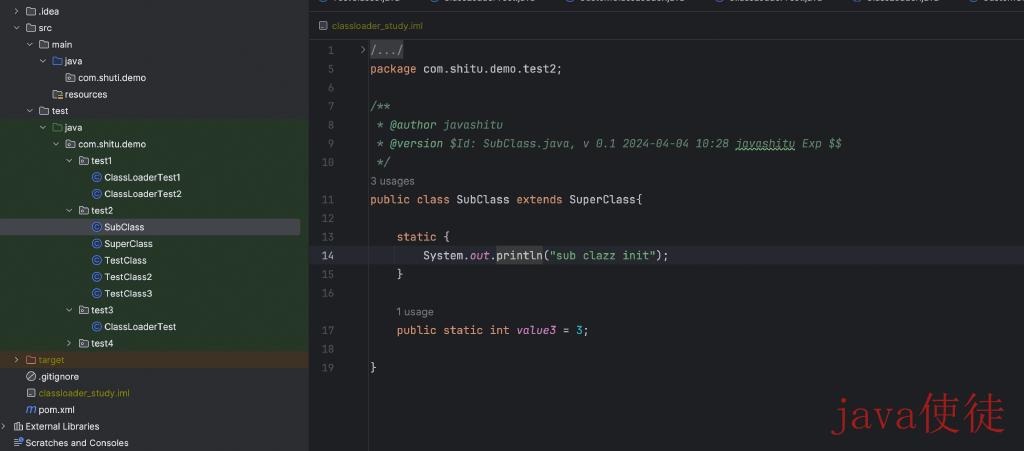 .idea
src
main
java
com.shuti.demo
resources
test
java
com.shitu.demo
test1
ClassLoaderTest1
ClassLoaderTest2
test2
SubClass
SuperClass
TestClass
TestClass2
TestClass3
test3
ClassLoaderTest
test4
target
.gitignore
classloader_study.iml
pom.xml
External Libraries
Scratches and Consoles
classloader_study.iml
1 /.../
5 package com.shitu.demo.test2;
6
7 /**
8 * @author javashitu
9 * @version $Id: SubClass.java, v 0.1 2024-04-04 10:28 javashitu Exp $$
10 */
3 usages
11 public class SubClass extends SuperClass{
12
13 static {
14 System.out.println("sub clazz init");
15 }
16
1 usage
17 public static int value3 = 3;
18
19 }
java使徒